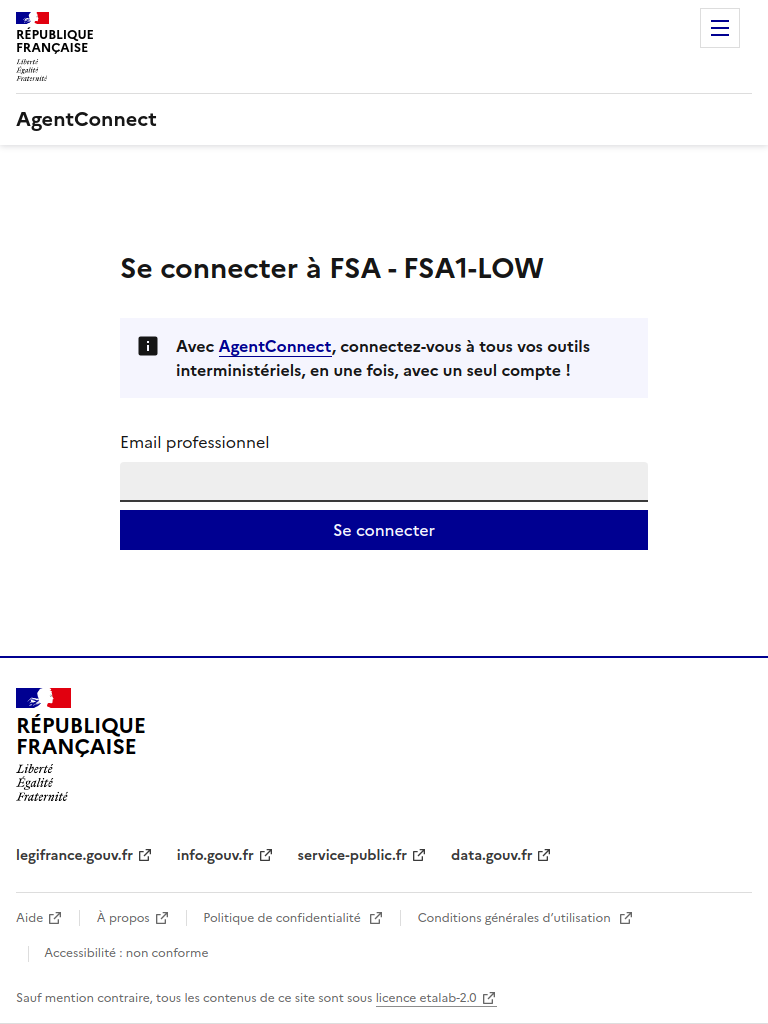 RÉPUBLIQUE
FRANÇAISE
Liberté
Égalité
Fraternité
AgentConnect
Se connecter à FSA - FSA1-LOW
Avec AgentConnect, connectez-vous à tous vos outils
interministériels, en une fois, avec un seul compte !
Email professionnel
Se connecter
RÉPUBLIQUE
FRANÇAISE
Liberté
Égalité
Fraternité
legifrance.gouv.fr info.gouv.fr service-public.fr data.gouv.fr
Aide À propos Politique de confidentialité Conditions générales d’utilisation
Accessibilité : non conforme
Sauf mention contraire, tous les contenus de ce site sont sous licence etalab-2.0